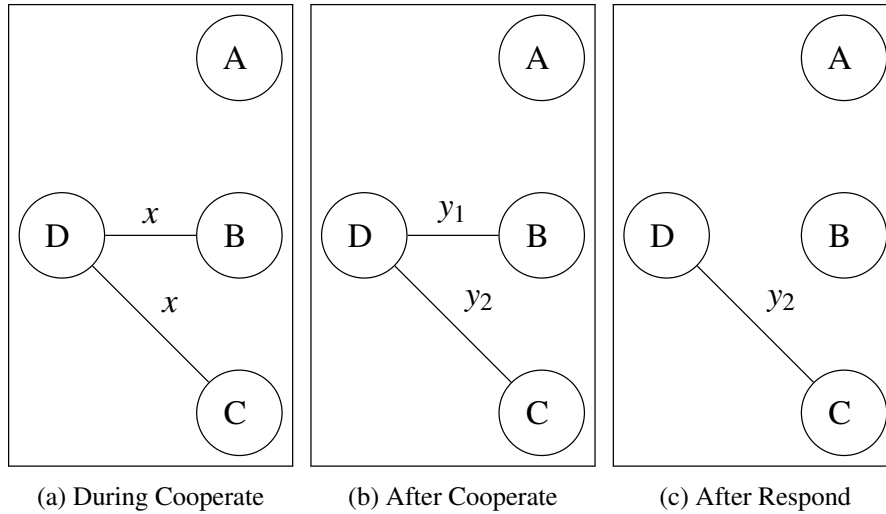 A
D
x
B
x
C
(a) During Cooperate
A
D
y₁
B
y₂
C
(b) After Cooperate
A
D
B
y₂
C
(c) After Respond